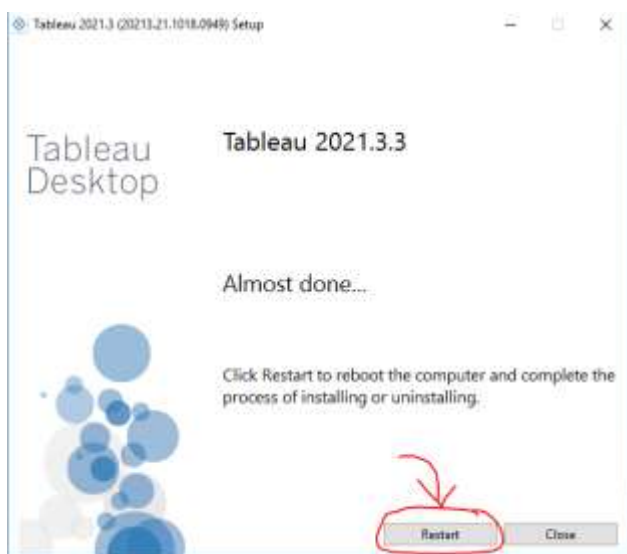 Tableau 2021.3 (20213.21.1018.0949) Setup
Tableau
Desktop
Tableau 2021.3.3
Almost done...
Click Restart to reboot the computer and complete the
process of installing or uninstalling.
Restart
Close